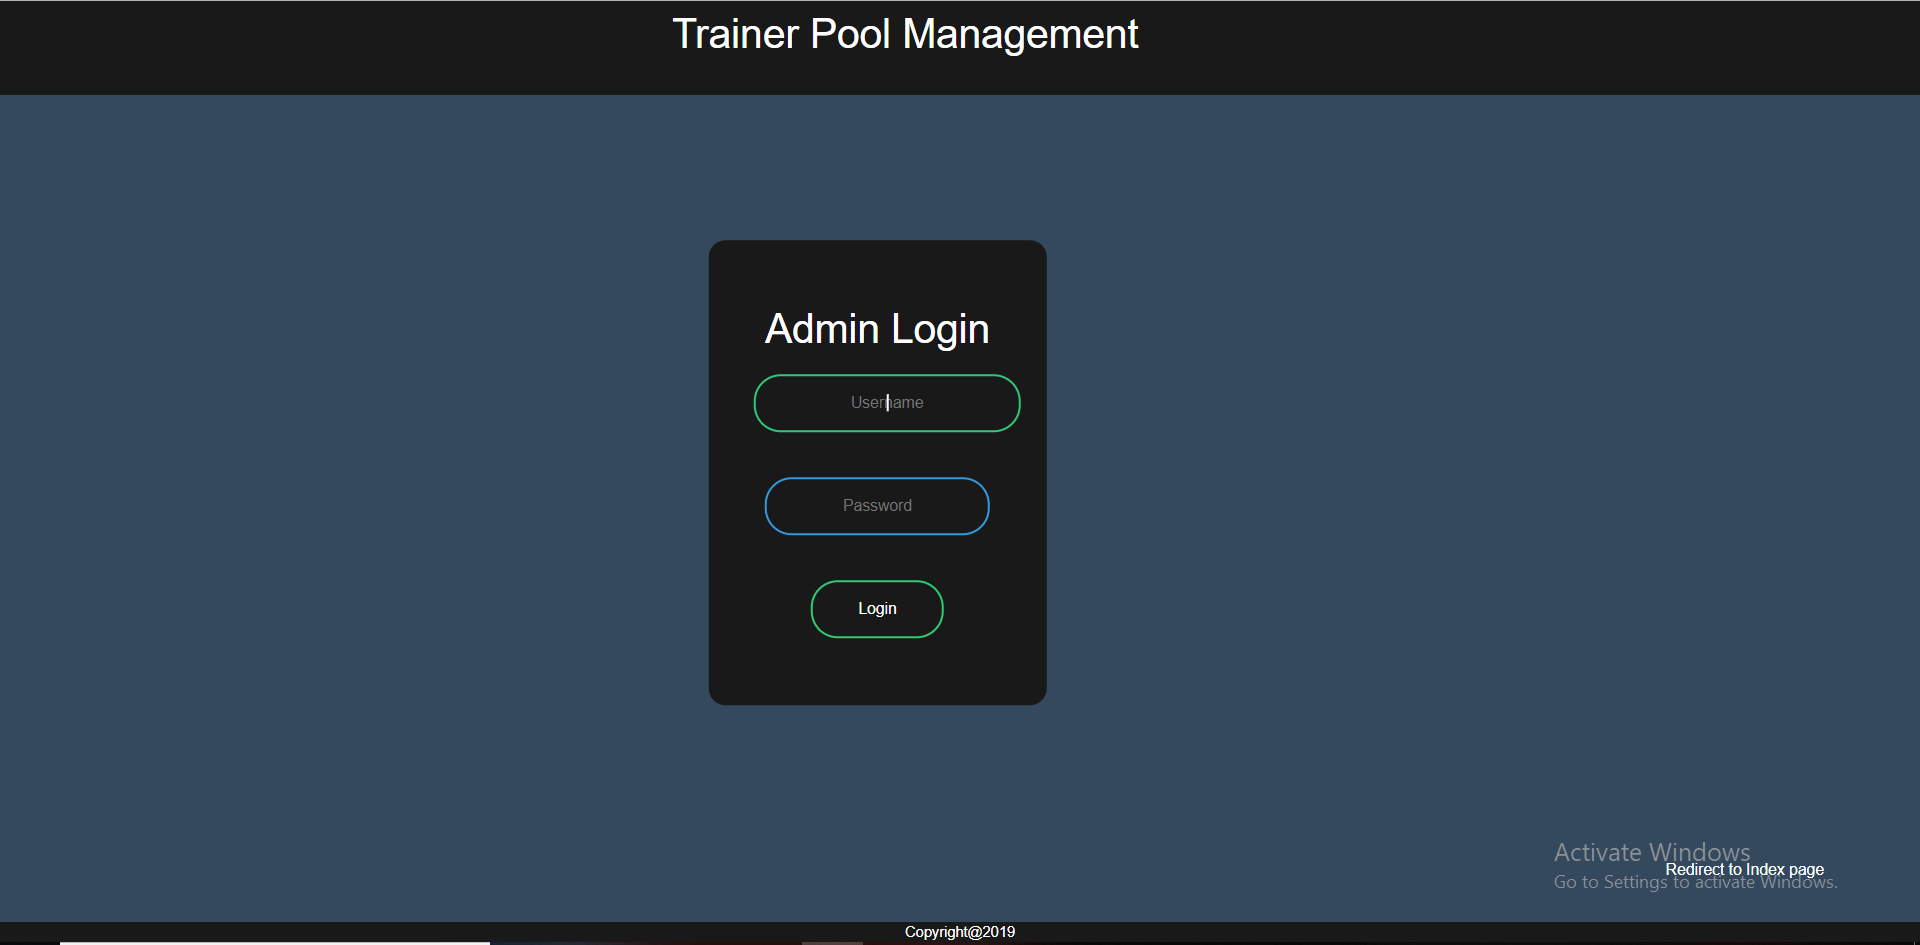 Trainer Pool Management
Admin Login
Username
Password
Login
Activate Windows
Redirect to Index page
Go to Settings to activate Windows.
Copyright@2019